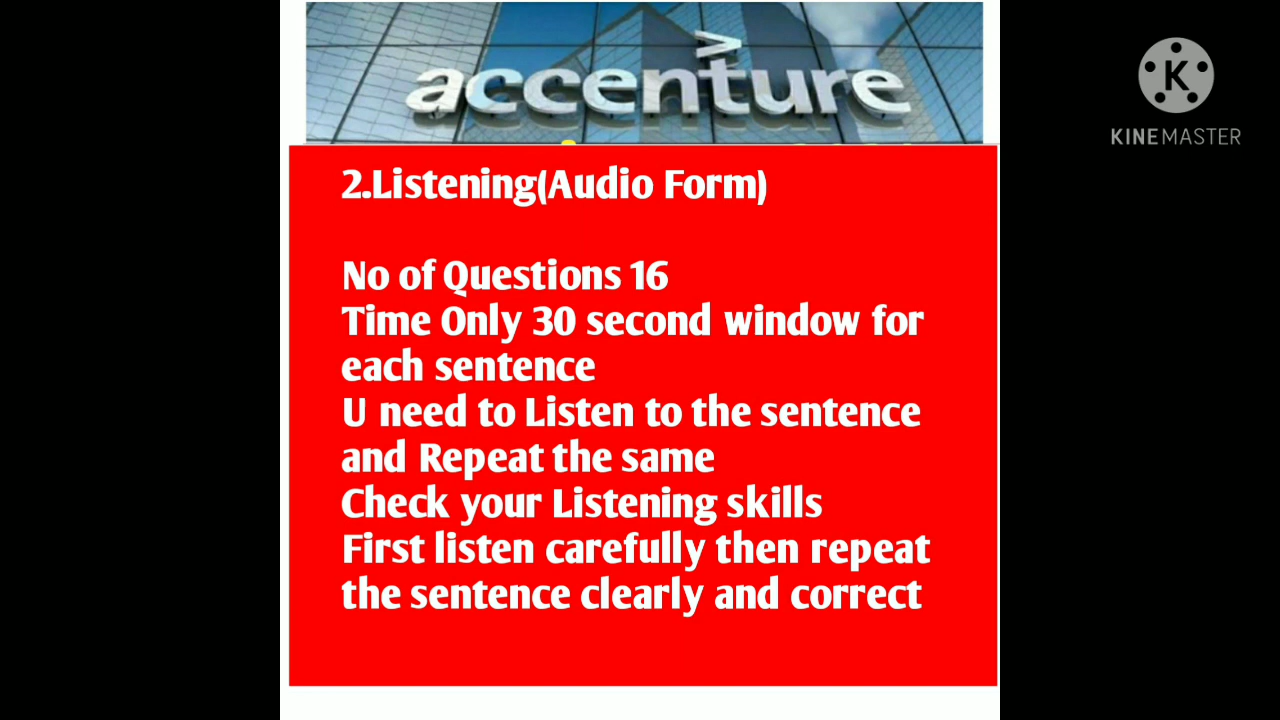 accenture
K
KINEMASTER
2.Listening(Audio Form)
No of Questions 16
Time Only 30 second window for
each sentence
U need to Listen to the sentence
and Repeat the same
Check your Listening skills
First listen carefully then repeat
the sentence clearly and correct